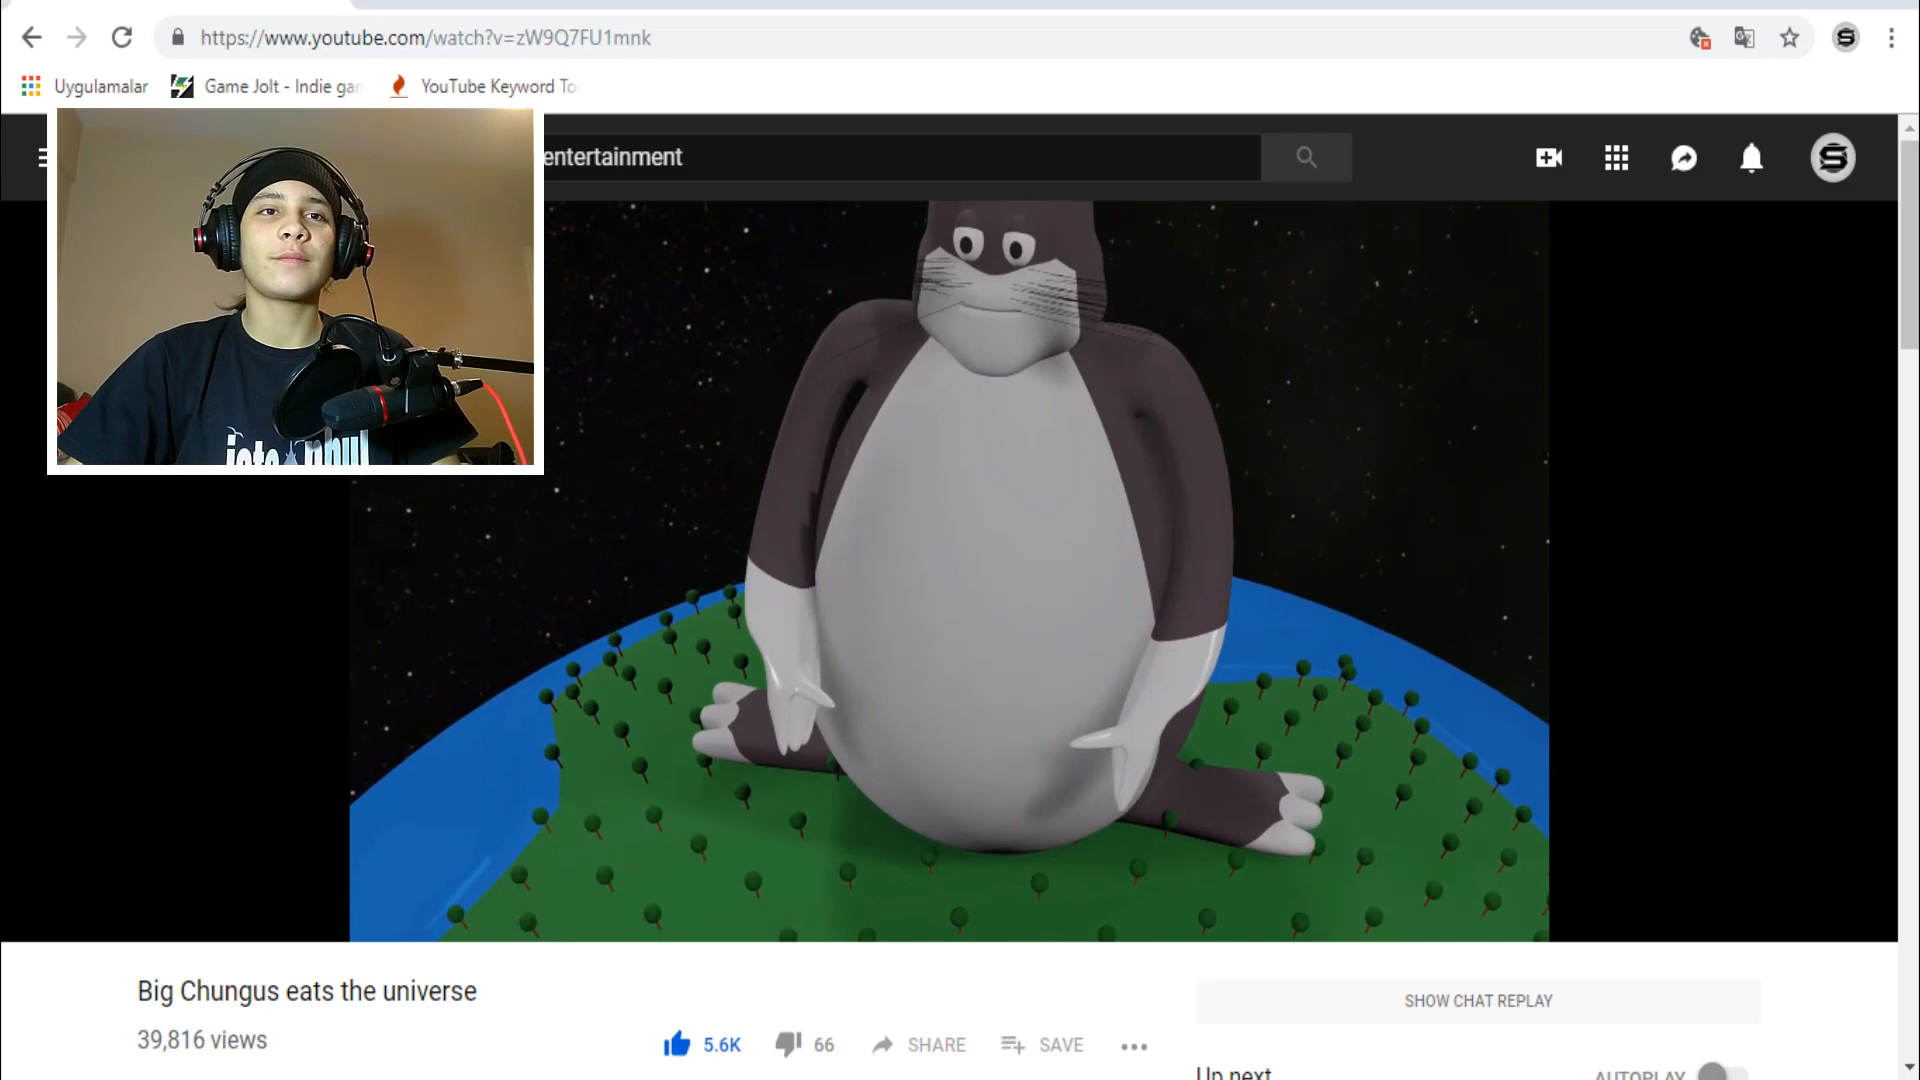 https://www.youtube.com/watch?v=zW9Q7FU1mnk
Uygulamalar
Game Jolt - Indie gan
YouTube Keyword To
entertainment
Big Chungus eats the universe
39,816 views
5.6K
66
SHARE
SAVE
SHOW CHAT REPLAY
Up next
AUTOPLAY